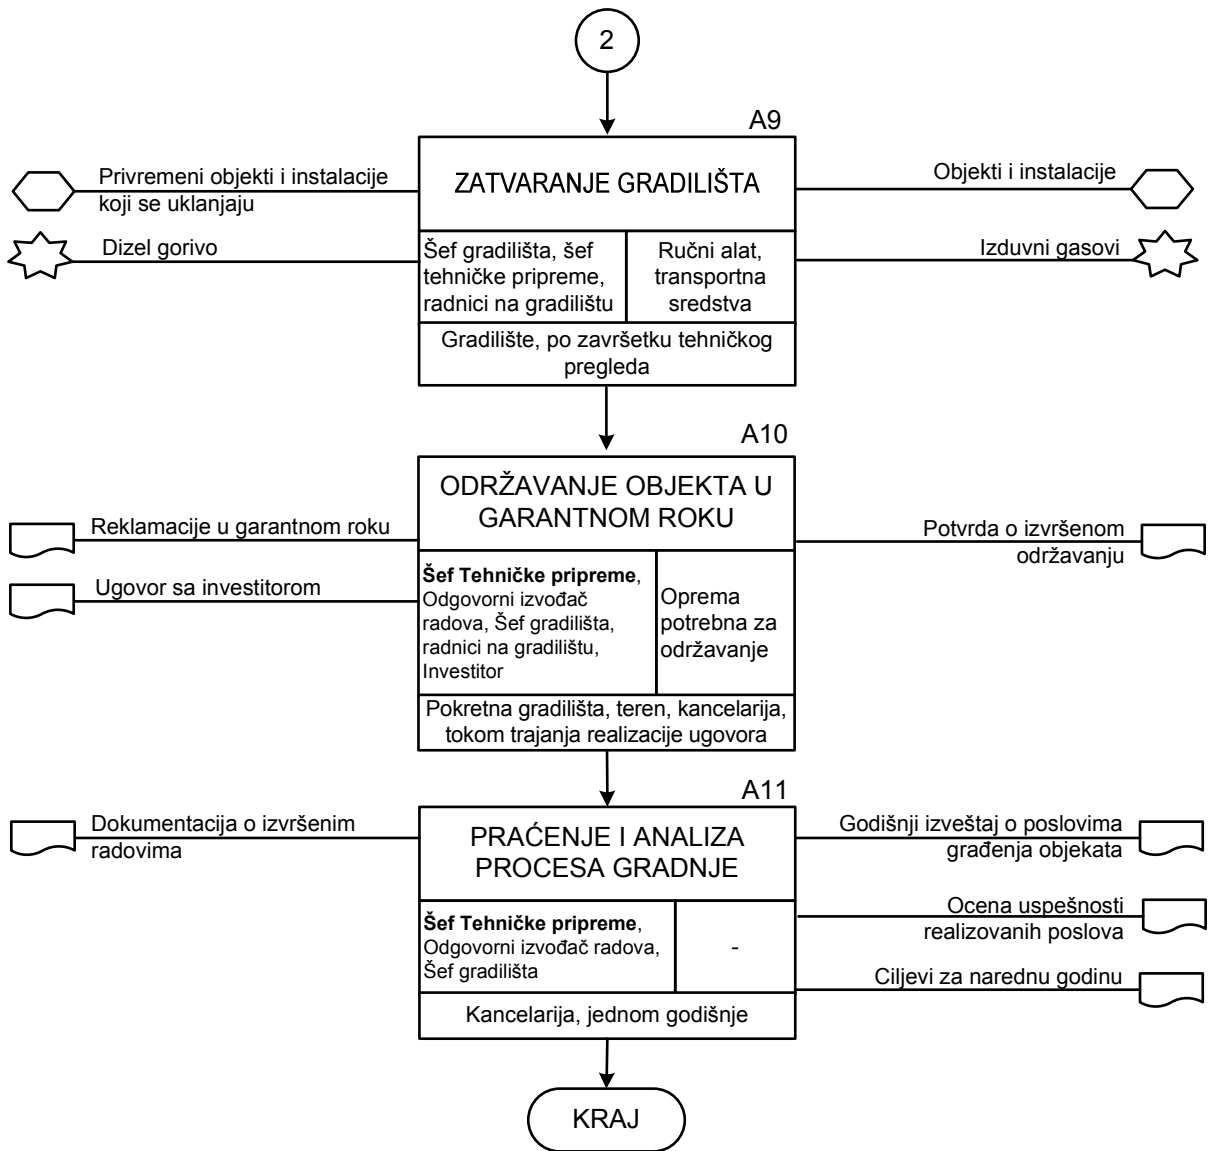 2
A9
ZATVARANJE GRADILIŠTA
Privremeni objekti i instalacije
koji se uklanjaju
Dizel gorivo
Objekti i instalacije
Izduvni gasovi
Šef gradilišta, šef
tehničke pripreme,
radnici na gradilištu
Ručni alat,
transportna
sredstva
Gradilište, po završetku tehničkog
pregleda
A10
ODRŽAVANJE OBJEKTA U
GARANTNOM ROKU
Reklamacije u garantnom roku
Ugovor sa investitorom
Potvrda o izvršenom
održavanju
Šef Tehničke pripreme,
Odgovorni izvođač
radova, Šef gradilišta,
radnici na gradilištu,
Investitor
Oprema
potrebna za
održavanje
Pokretna gradilišta, teren, kancelarija,
tokom trajanja realizacije ugovora
A11
PRAĆENJE I ANALIZA
PROCESA GRADNJE
Dokumentacija o izvršenim
radovima
Godišnji izveštaj o poslovima
građenja objekata
Ocena uspešnosti
realizovanih poslova
Ciljevi za narednu godinu
Šef Tehničke pripreme,
Odgovorni izvođač radova,
Šef gradilišta
-
Kancelarija, jednom godišnje
KRAJ